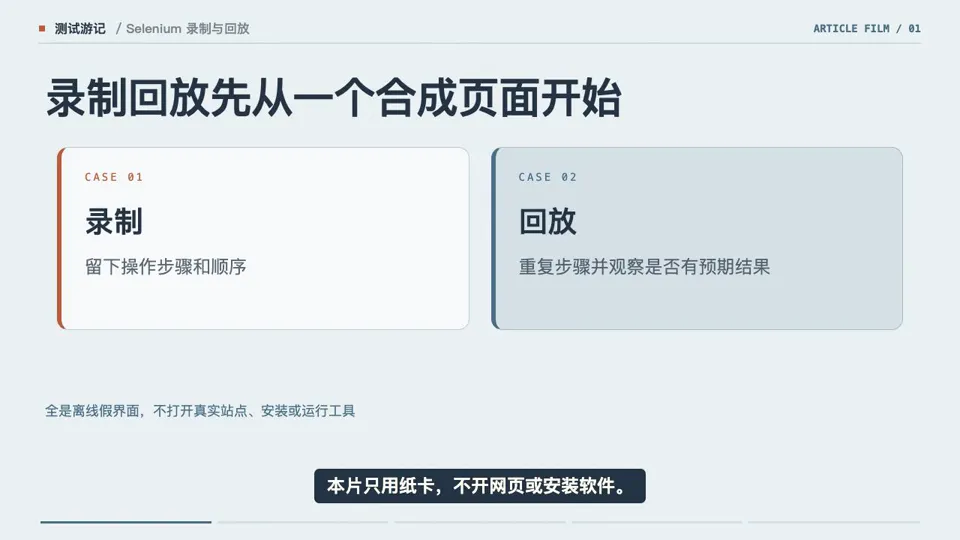 测试游记 / Selenium 录制与回放
ARTICLE FILM / 01
录制回放先从一个合成页面开始
CASE 01
录制
留下操作步骤和顺序
CASE 02
回放
重复步骤并观察是否有预期结果
全是离线假界面，不打开真实站点、安装或运行工具
本片只用纸卡，不开网页或安装软件。